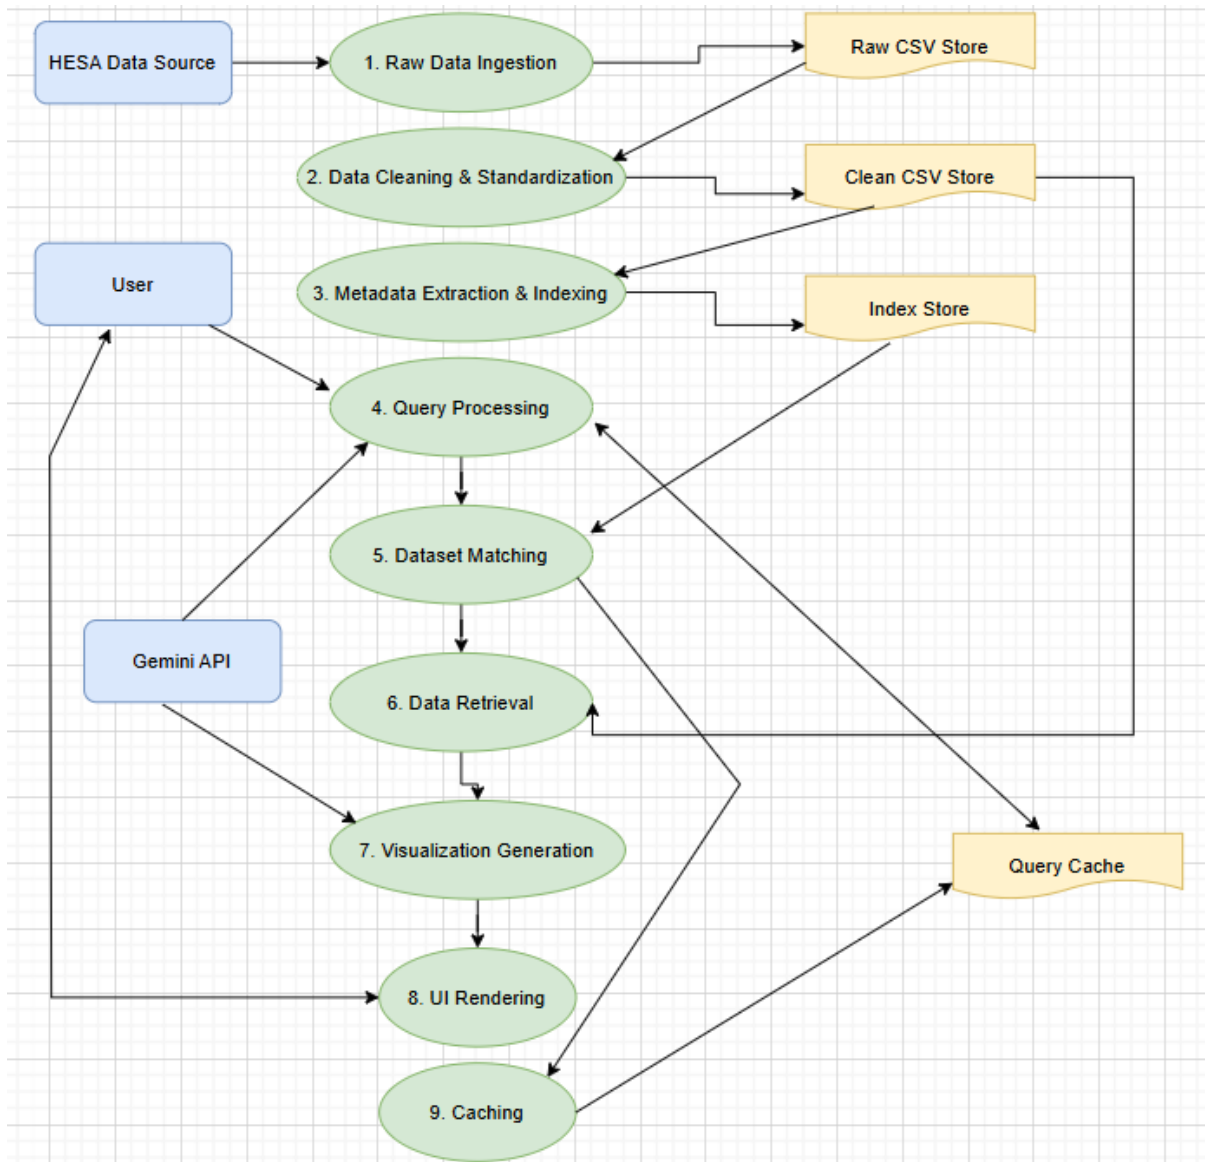 HESA Data Source
1. Raw Data Ingestion
Raw CSV Store
2. Data Cleaning & Standardization
Clean CSV Store
User
3. Metadata Extraction & Indexing
Index Store
4. Query Processing
5. Dataset Matching
Gemini API
6. Data Retrieval
7. Visualization Generation
Query Cache
8. UI Rendering
9. Caching